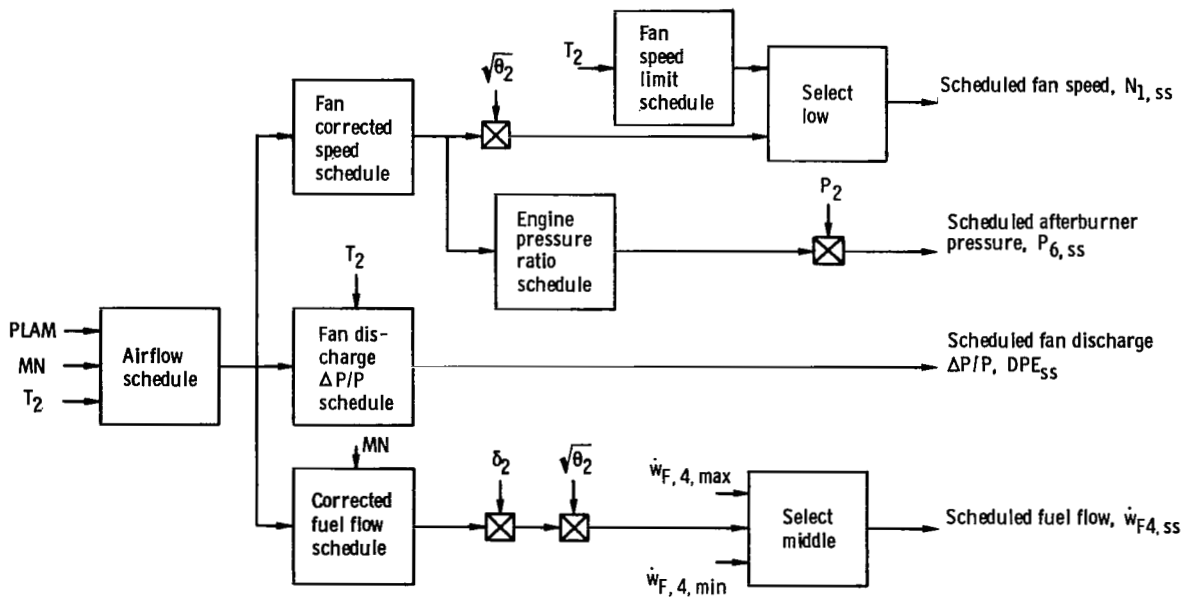 T₂
Fan
speed
limit
schedule
Select
low
Scheduled fan speed, N₁,ss
√θ₂
Fan
corrected
speed
schedule
Engine
pressure
ratio
schedule
P₂
Scheduled afterburner
pressure, P₆,ss
PLAM
MN
T₂
Airflow
schedule
T₂
Fan dis-
charge
ΔP/P
schedule
Scheduled fan discharge
ΔP/P, DPEss
MN
Corrected
fuel flow
schedule
δ₂
√θ₂
ẇF, 4, max
ẇF, 4, min
Select
middle
Scheduled fuel flow, ẇF4, ss